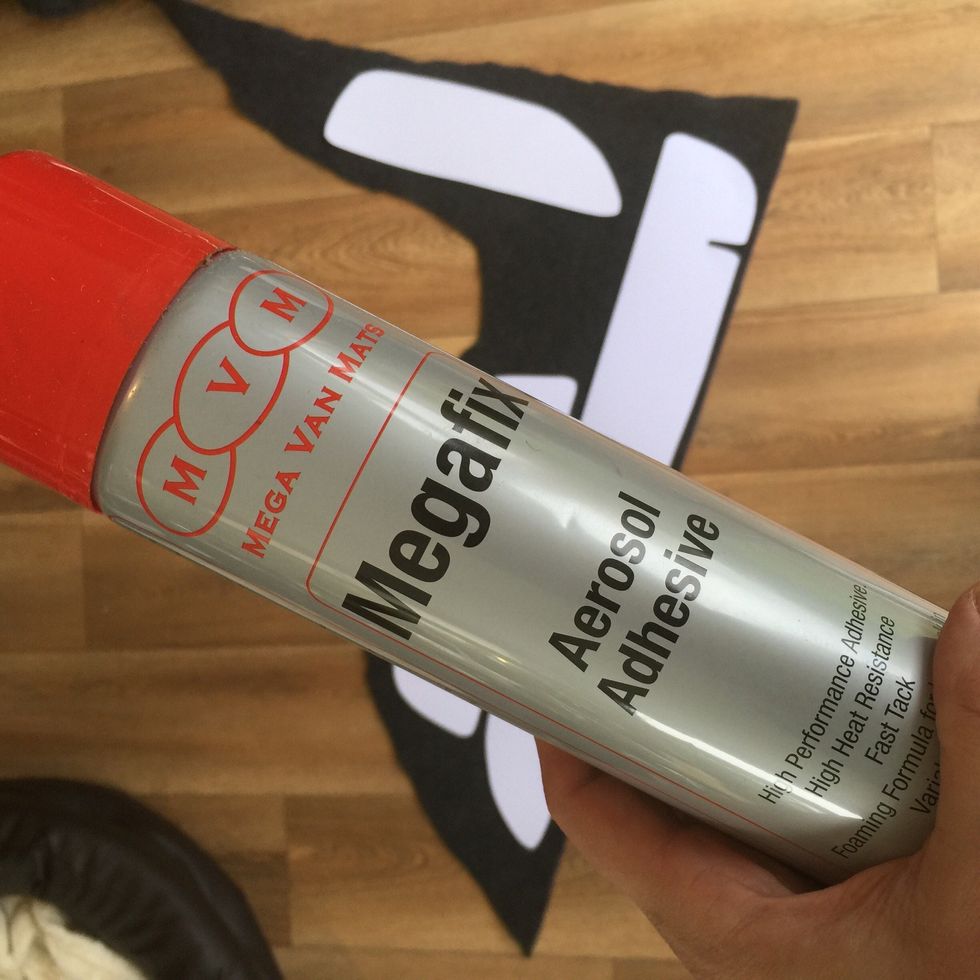 M V M
MEGA VAN MATS
Megafix
Aerosol
Adhesive
High Performance Adhesive.
High Heat Resistance
Fast Tack
Foaming Formula for